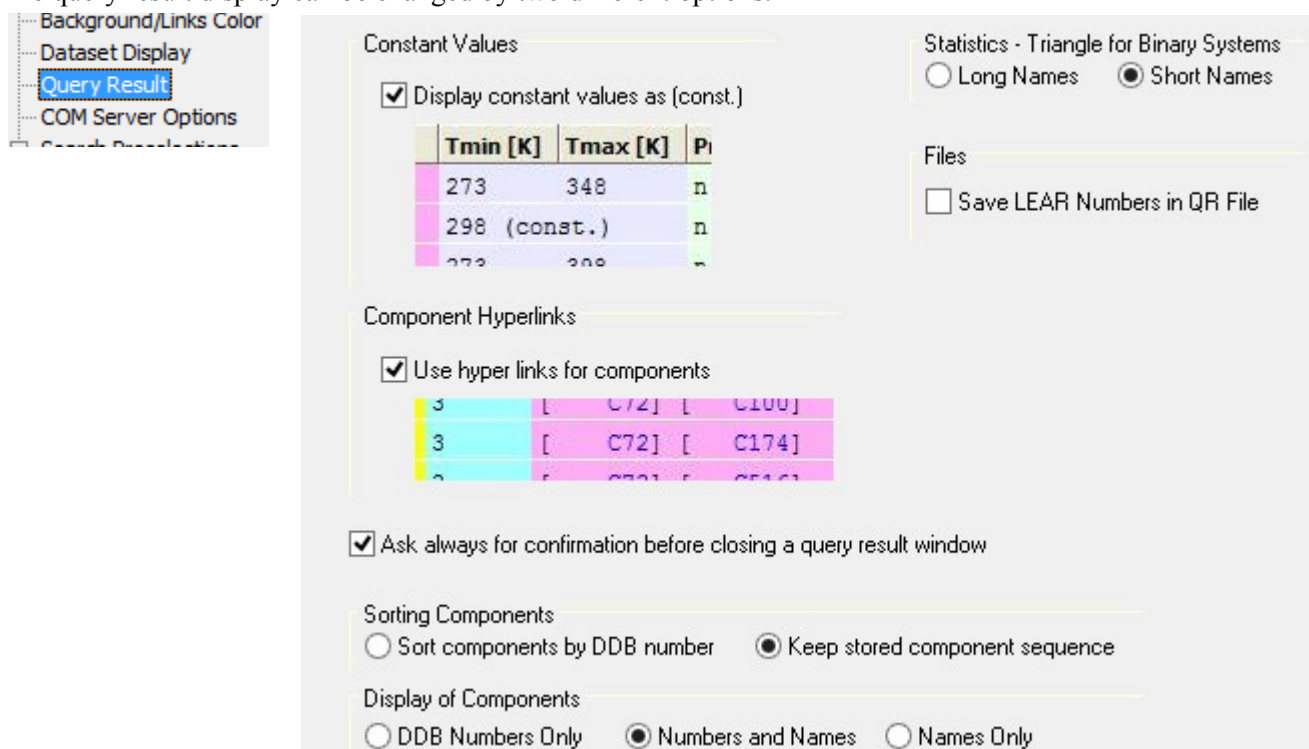 Background/Links Color
Dataset Display
Query Result
COM Server Options
Constant Values
Display constant values as (const.)
Tmin [K] Tmax [K]
273 348 n
298 (const.) n
Component Hyperlinks
Use hyper links for components
3 [ C72] [ C174]
Ask always for confirmation before closing a query result window
Sorting Components
Sort components by DDB number Keep stored component sequence
Display of Components
DDB Numbers Only Numbers and Names Names Only
Statistics - Triangle for Binary Systems
Long Names Short Names
Files
Save LEAR Numbers in QR File